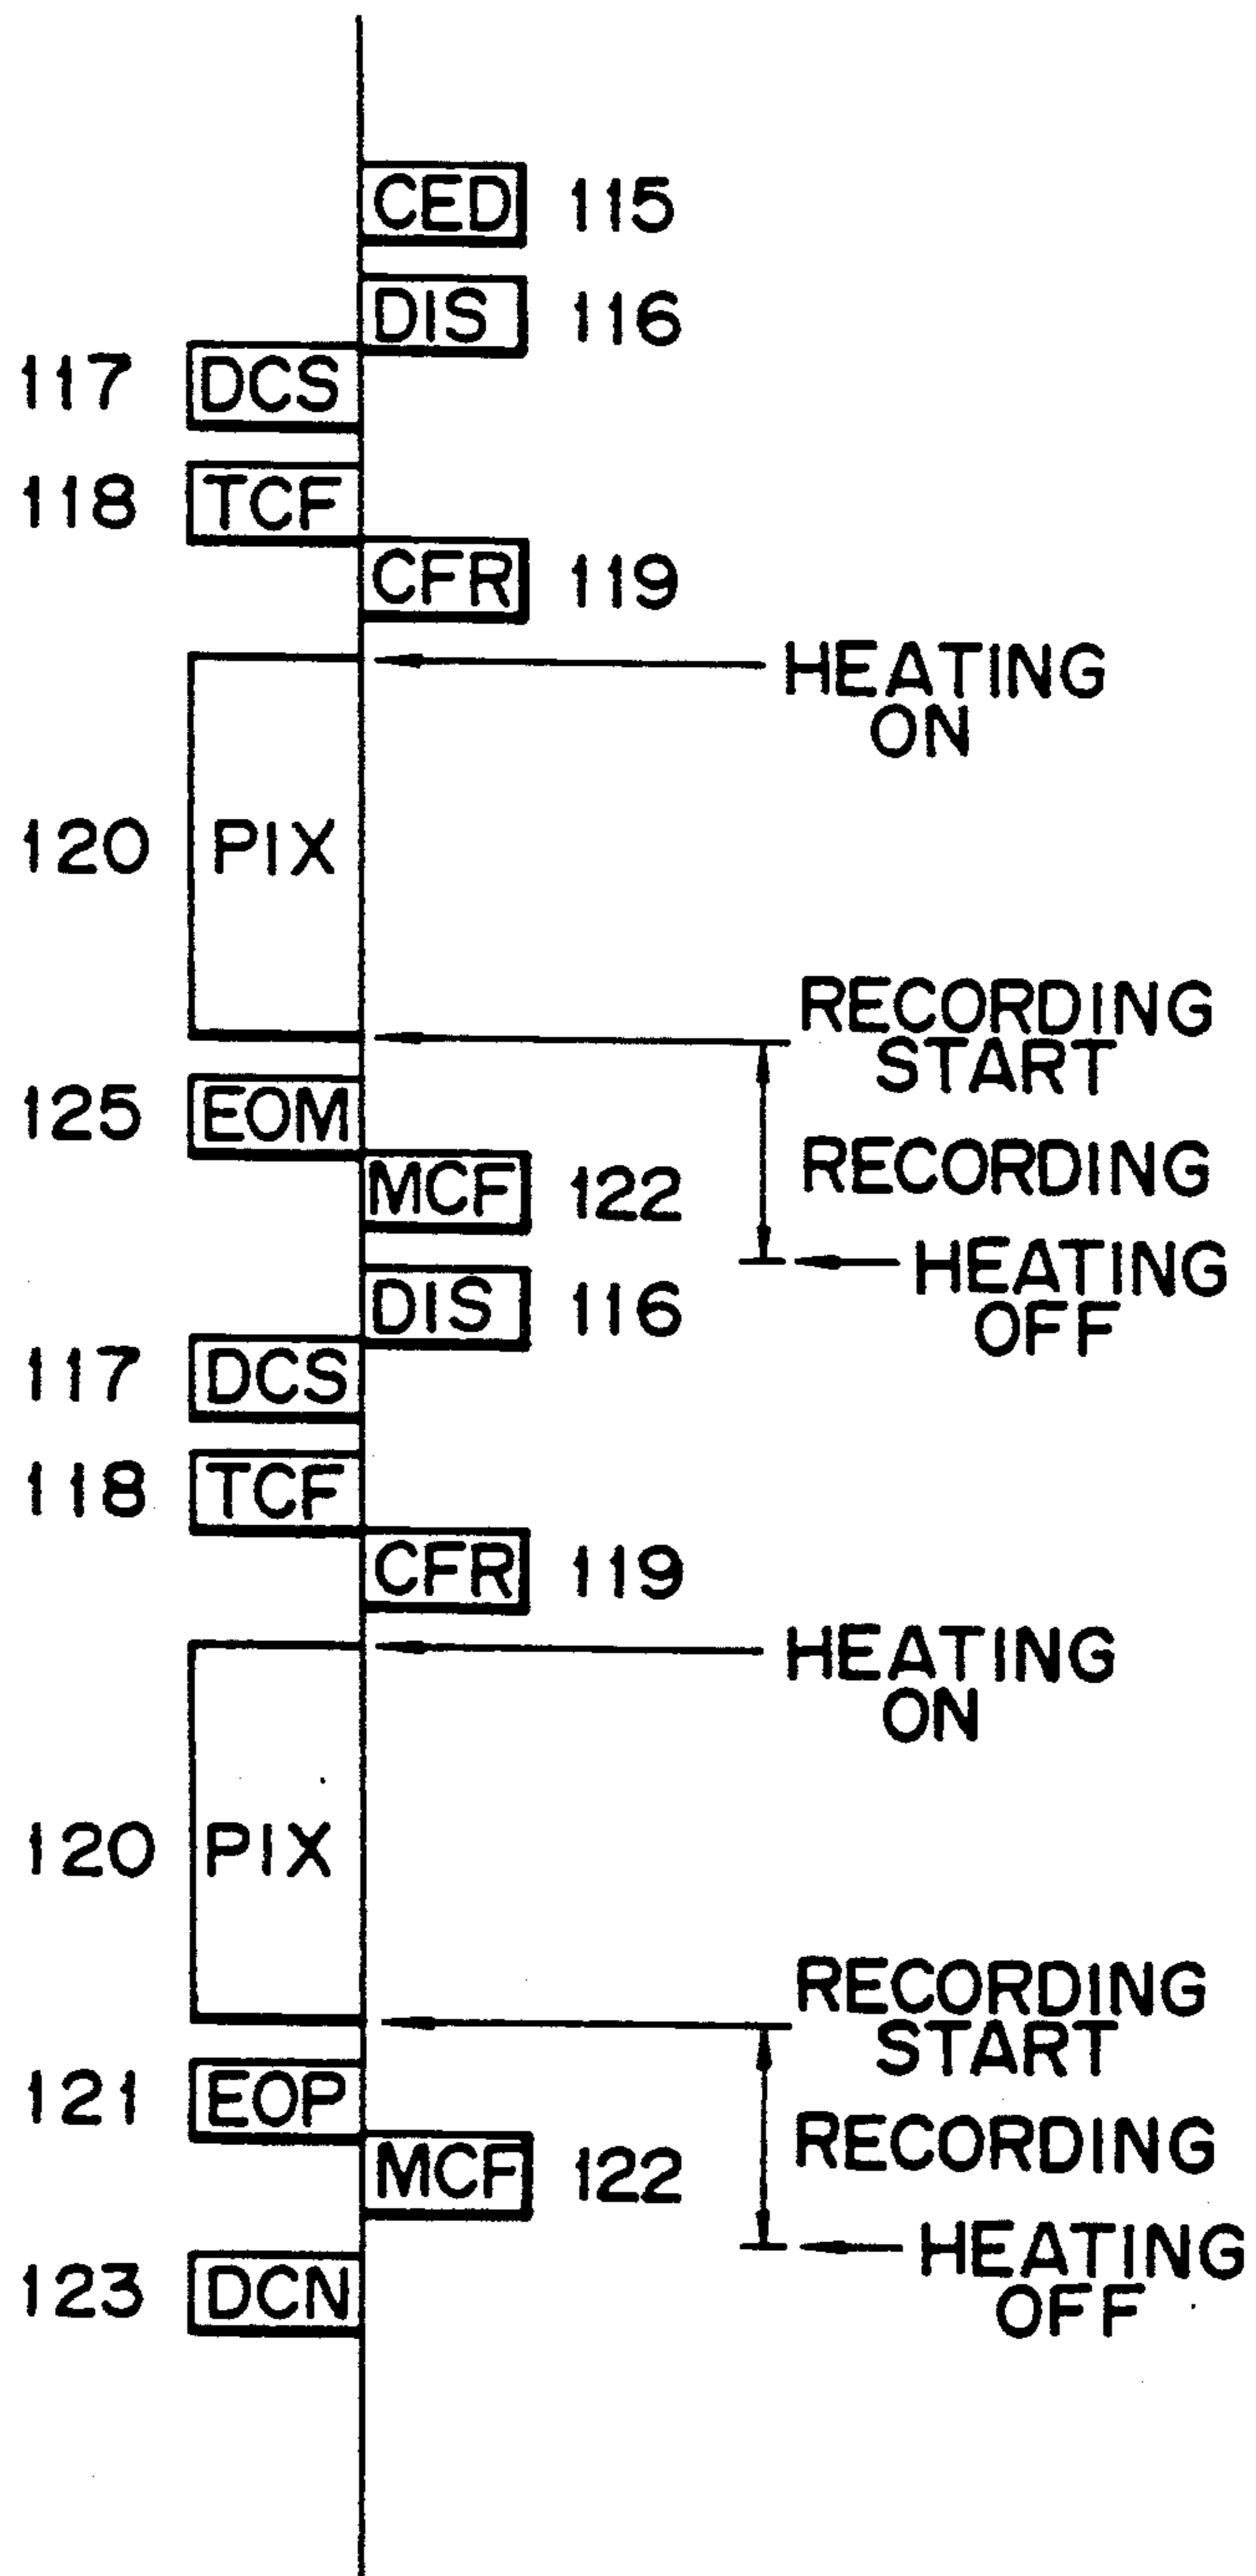 CED 115
DIS 116
117 DCS
118 TCF
CFR 119
HEATING
ON
120 PIX
RECORDING
START
125 EOM
RECORDING
MCF 122
HEATING
OFF
DIS 116
117 DCS
118 TCF
CFR 119
HEATING
ON
120 PIX
RECORDING
START
121 EOP
RECORDING
MCF 122
HEATING
OFF
123 DCN